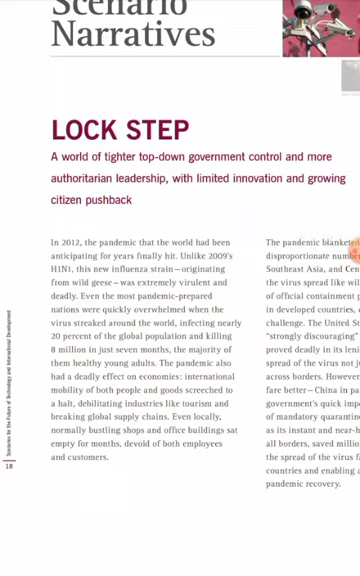 Scenario
Narratives
LOCK STEP
A world of tighter top-down government control and more
authoritarian leadership, with limited innovation and growing
citizen pushback
In 2012, the pandemic that the world had been
anticipating for years finally hit. Unlike 2009’s
H1N1, this new influenza strain—originating
from wild geese—was extremely virulent and
deadly. Even the most pandemic-prepared
nations were quickly overwhelmed when the
virus streaked around the world, infecting nearly
20 percent of the global population and killing
8 million in just seven months, the majority of
them healthy young adults. The pandemic also
had a deadly effect on economies: international
mobility of both people and goods screeched to
a halt, debilitating industries like tourism and
breaking global supply chains. Even locally,
normally bustling shops and office buildings sat
empty for months, devoid of both employees
and customers.
The pandemic blanketed
disproportionate
Southeast Asia, and
the virus spread like
of official containment
in developed countries,
challenge. The United
“strongly discouraging”
proved deadly in its
spread of the virus not
across borders. However,
fare better—China in
government’s quick
of mandatory
as its instant and
all borders, saved
the spread of the virus
countries and enabling a
pandemic recovery.
Scenarios for the Future of Technology and International Development
18